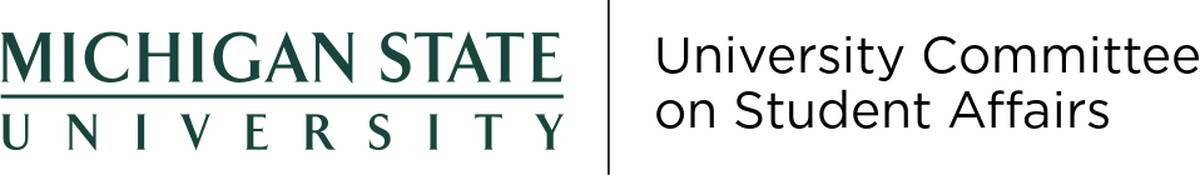 MICHIGAN STATE
UNIVERSITY
University Committee
on Student Affairs